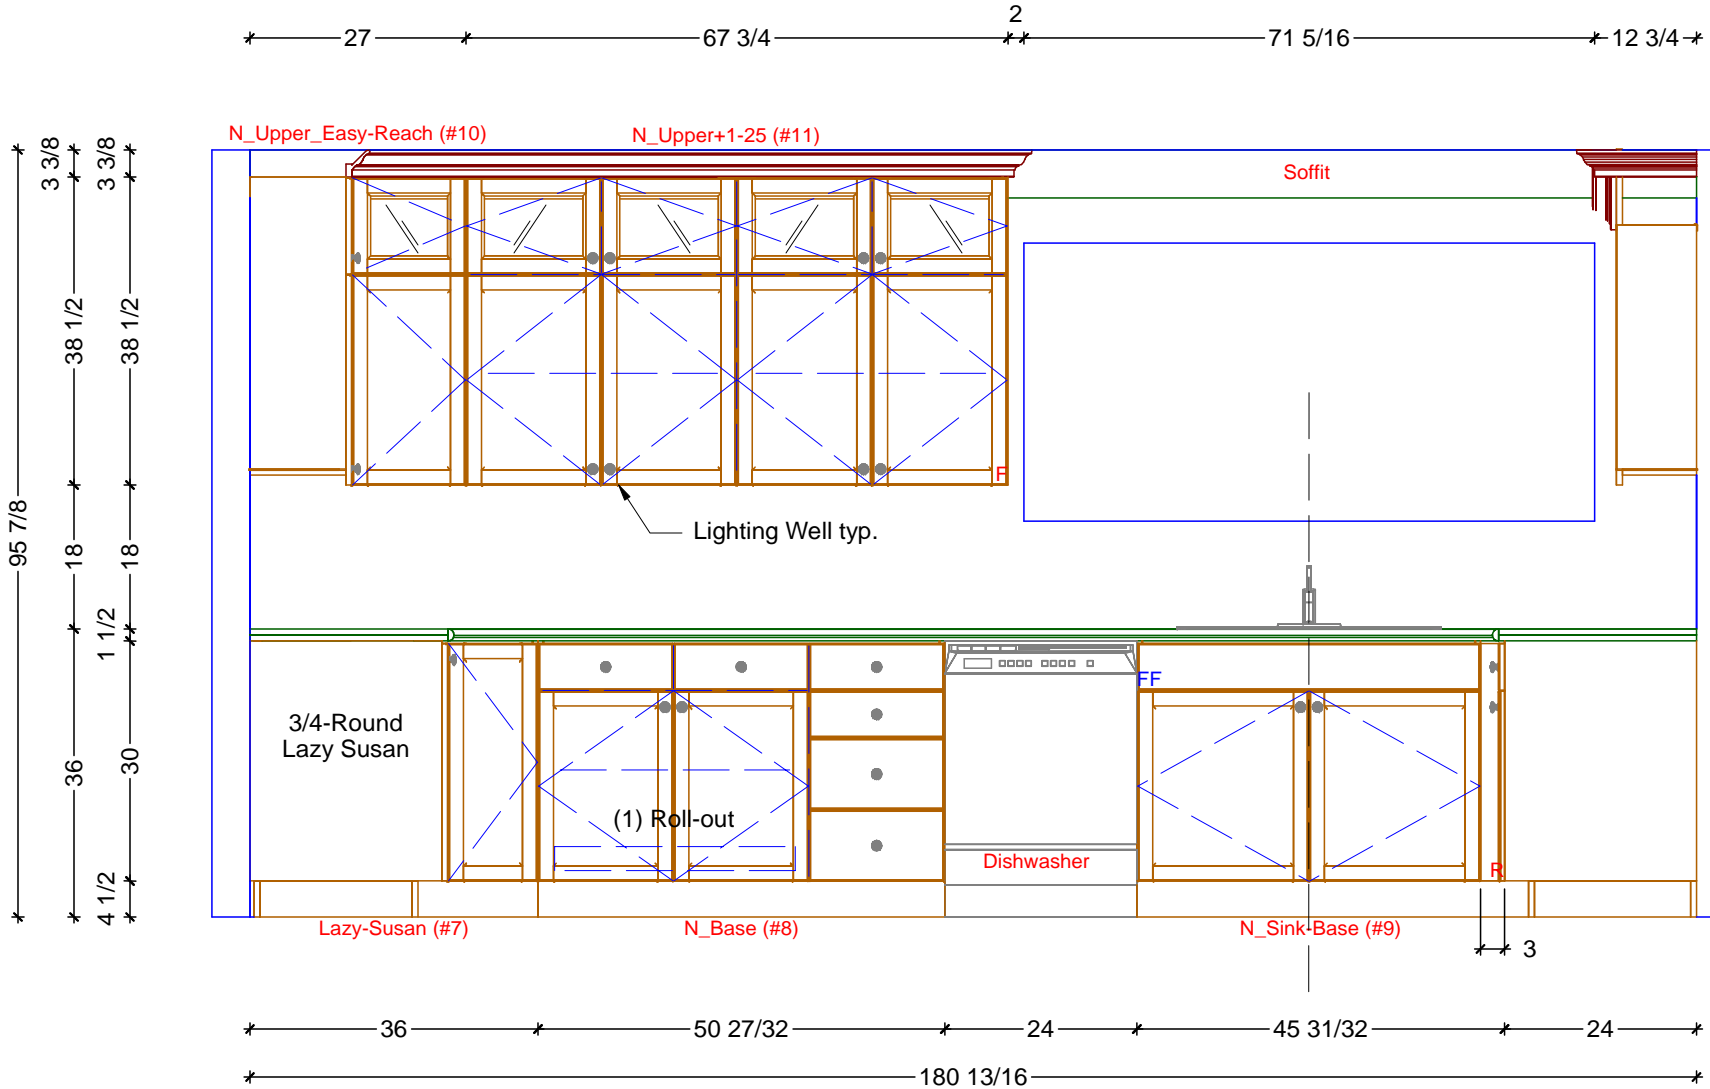 2
27
67 3/4
71 5/16
12 3/4
N_Upper_Easy-Reach (#10)
N_Upper+1-25 (#11)
Soffit
3 3/8
3 3/8
38 1/2
38 1/2
F
Lighting Well typ.
95 7/8
18
18
1 1/2
FF
3/4-Round
Lazy Susan
36
30
(1) Roll-out
Dishwasher
R
4 1/2
Lazy-Susan (#7)
N_Base (#8)
N_Sink-Base (#9)
3
36
50 27/32
24
45 31/32
24
180 13/16